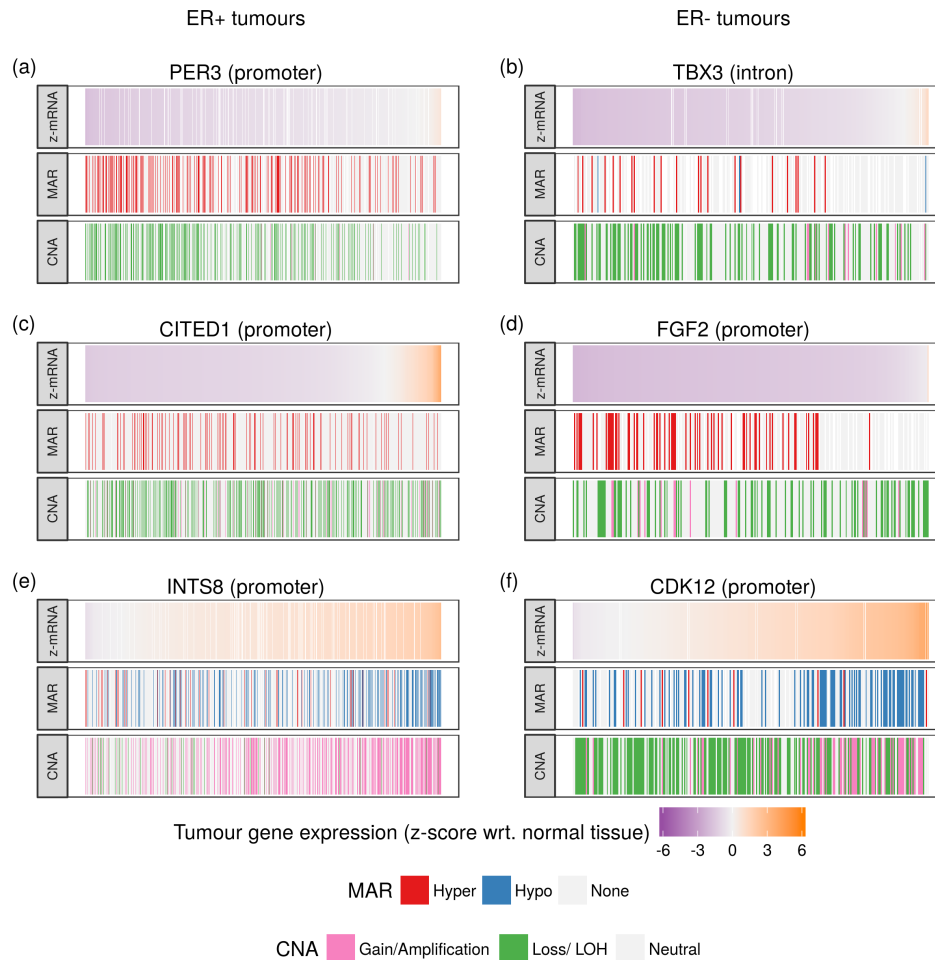 ER+ tumours
ER- tumours
(a)
PER3 (promoter)
z-mRNA
MAR
CNA
(b)
TBX3 (intron)
z-mRNA
MAR
CNA
(c)
CITED1 (promoter)
z-mRNA
MAR
CNA
(d)
FGF2 (promoter)
z-mRNA
MAR
CNA
(e)
INTS8 (promoter)
z-mRNA
MAR
CNA
(f)
CDK12 (promoter)
z-mRNA
MAR
CNA
Tumour gene expression (z-score wrt. normal tissue)
-6 -3 0 3 6
MAR Hyper Hypo None
CNA Gain/Amplification Loss/ LOH Neutral